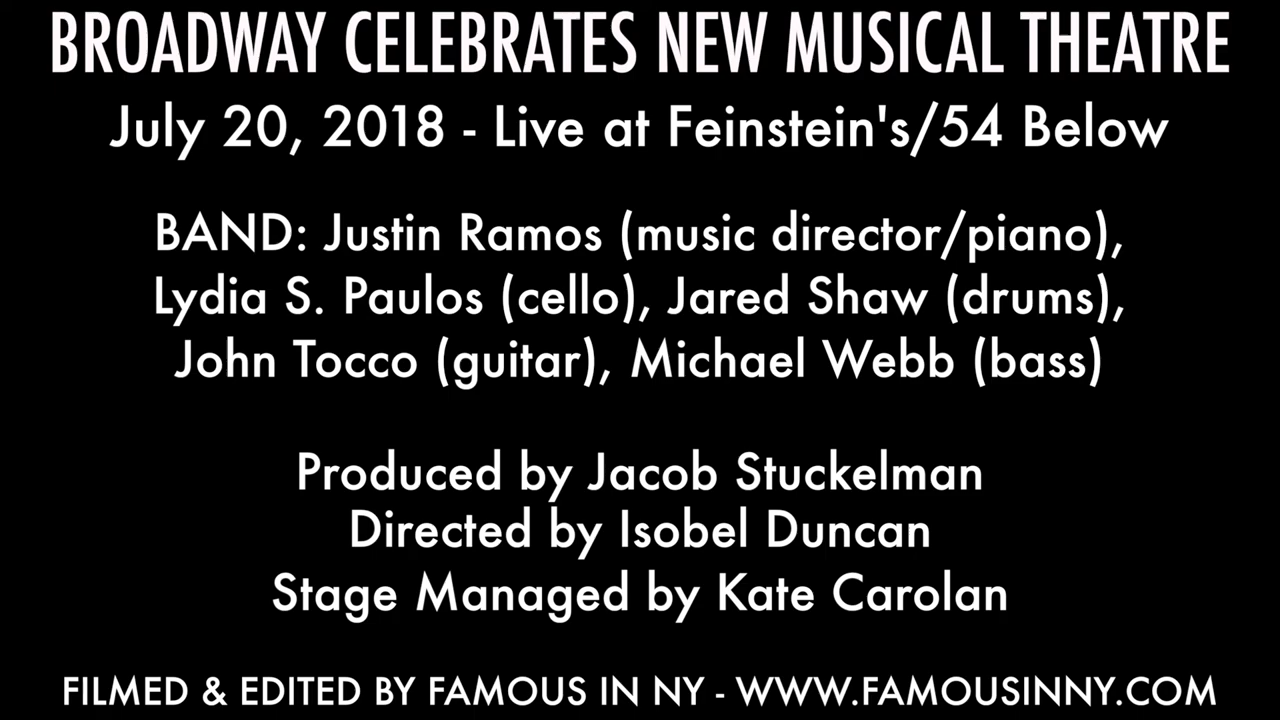 BROADWAY CELEBRATES NEW MUSICAL THEATRE
July 20, 2018 - Live at Feinstein's/54 Below
BAND: Justin Ramos (music director/piano),
Lydia S. Paulos (cello), Jared Shaw (drums),
John Tocco (guitar), Michael Webb (bass)
Produced by Jacob Stuckelman
Directed by Isobel Duncan
Stage Managed by Kate Carolan
FILMED & EDITED BY FAMOUS IN NY - WWW.FAMOUSINNY.COM